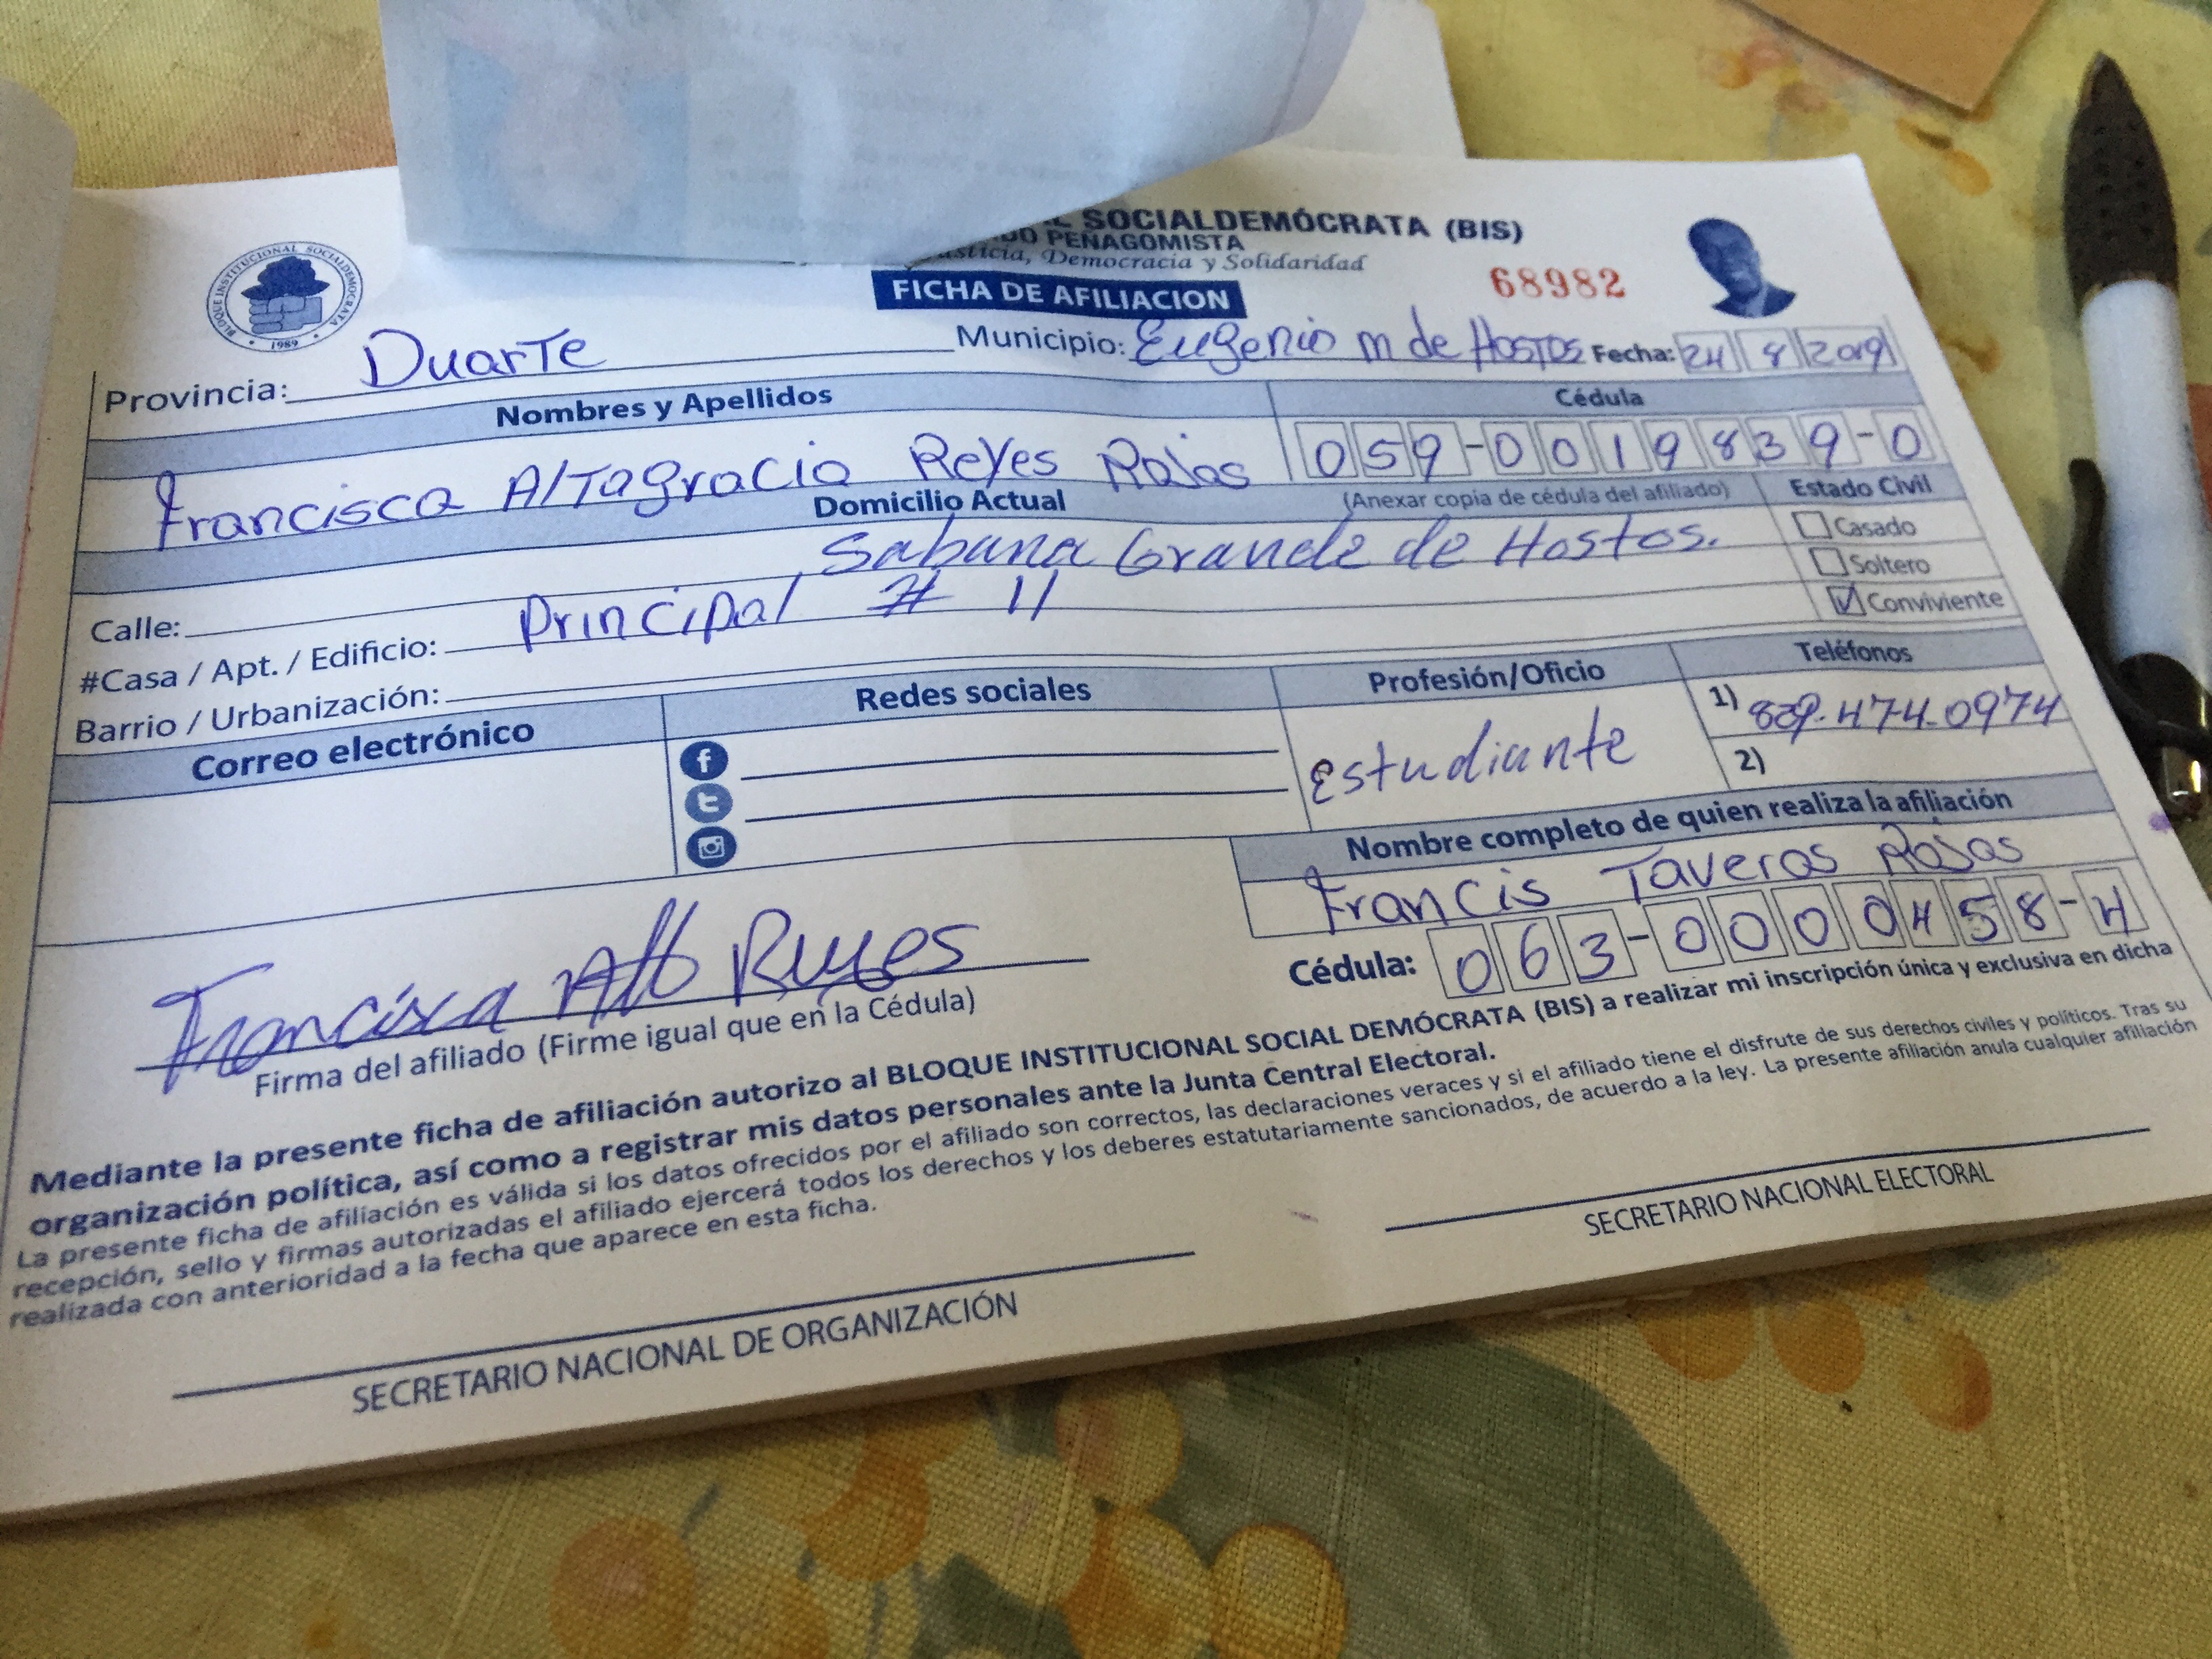 BLOQUE INSTITUCIONAL SOCIALDEMOCRATA
1989
SOCIALDEMÓCRATA (BIS)
PEÑAGOMISTA
Justicia, Democracia y Solidaridad
FICHA DE AFILIACION
68982
Provincia: Duarte Municipio: Eugenio m de Hostos Fecha: 24 8 2019
Nombres y Apellidos Cédula
Francisca Altagracia Reyes Rojas 059-0019839-0
Domicilio Actual (Anexar copia de cédula del afiliado) Estado Civil
Calle: Sabana Grande de Hostos. Casado
#Casa / Apt. / Edificio: Principal # 11 Soltero
Barrio / Urbanización: Conviviente
Correo electrónico Redes sociales Profesión/Oficio Teléfonos
Estudiante 1) 829-474-0974
2)
Nombre completo de quien realiza la afiliación
Francis Taveras Rojas
Cédula: 063-0000458-4
Francisca Reyes
Firma del afiliado (Firme igual que en la Cédula)
Mediante la presente ficha de afiliación autorizo al BLOQUE INSTITUCIONAL SOCIAL DEMÓCRATA (BIS) a realizar mi inscripción única y exclusiva en dicha
organización política, así como a registrar mis datos personales ante la Junta Central Electoral.
La presente ficha de afiliación es válida si los datos ofrecidos por el afiliado son correctos, las declaraciones veraces y si el afiliado tiene el disfrute de sus derechos civiles y políticos. Tras su
recepción, sello y firmas autorizadas el afiliado ejercerá todos los derechos y los deberes estatutariamente sancionados, de acuerdo a la ley. La presente afiliación anula cualquier afiliación
realizada con anterioridad a la fecha que aparece en esta ficha.
SECRETARIO NACIONAL DE ORGANIZACIÓN
SECRETARIO NACIONAL ELECTORAL